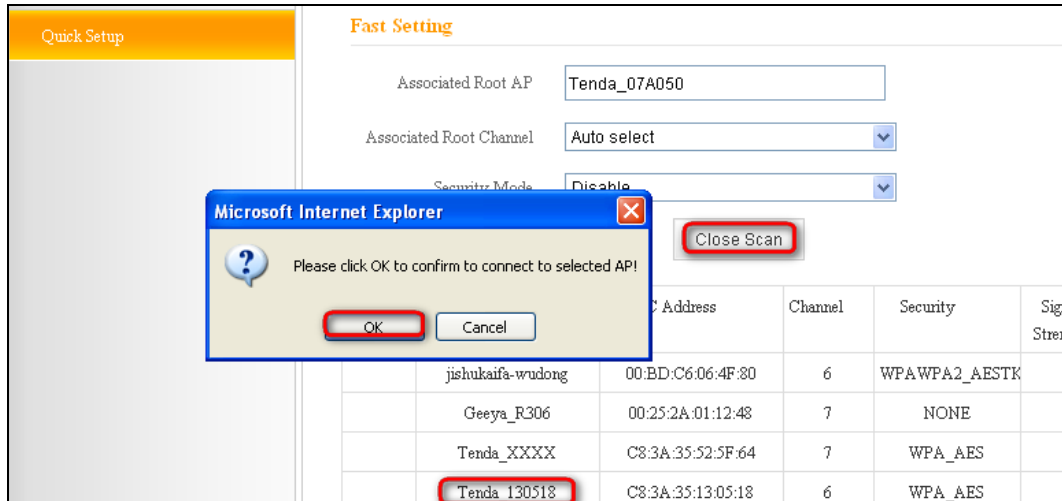 Quick Setup
Fast Setting
Associated Root AP Tenda_07A050
Associated Root Channel Auto select
Security Mode Disable
Microsoft Internet Explorer
Close Scan
Please click OK to confirm to connect to selected AP!
OK Cancel
Address Channel Security
jishukaifa-wudong 00:BD:C6:06:4F:80 6 WPAWPA2_AESTK
Geeya_R306 00:25:2A:01:12:48 7 NONE
Tenda_XXXX C8:3A:35:52:5F:64 7 WPA_AES
Tenda_130518 C8:3A:35:13:05:18 6 WPA_AES